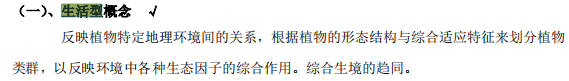 （一）、生活型概念 √
反映植物特定地理环境间的关系，根据植物的形态结构与综合适应特征来划分植物
类群，以反映环境中各种生态因子的综合作用。综合生境的趋同。